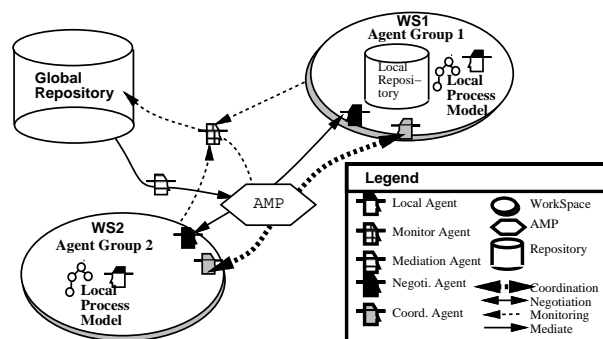 WS1
Agent Group 1
Local
Reposi–
tory
Local
Process
Model
Global
Repository
AMP
WS2
Agent Group 2
Local
Process
Model
Legend
Local Agent
Monitor Agent
Mediation Agent
Negoti. Agent
Coord. Agent
WorkSpace
AMP
Repository
Coordination
Negotiation
Monitoring
Mediate